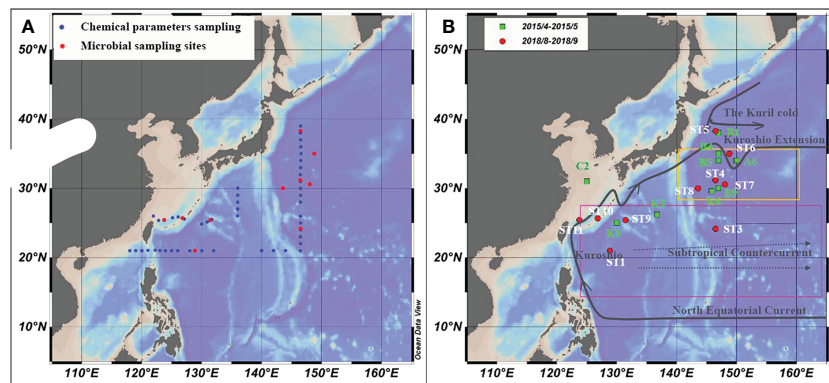 A
Chemical parameters sampling
Microbial sampling sites
50°N
40°N
30°N
20°N
10°N
110°E 120°E 130°E 140°E 150°E 160°E
Ocean Data View
B
2015/4-2015/5
2018/8-2018/9
50°N
40°N
30°N
20°N
10°N
The Kuril cold
ST5
Kuroshio Extension
ST6
C2
ST4
ST7
ST8
ST10
ST11
ST9
ST3
ST1
Kuroshio
Subtropical Countercurrent
North Equatorial Current
110°E 120°E 130°E 140°E 150°E 160°E